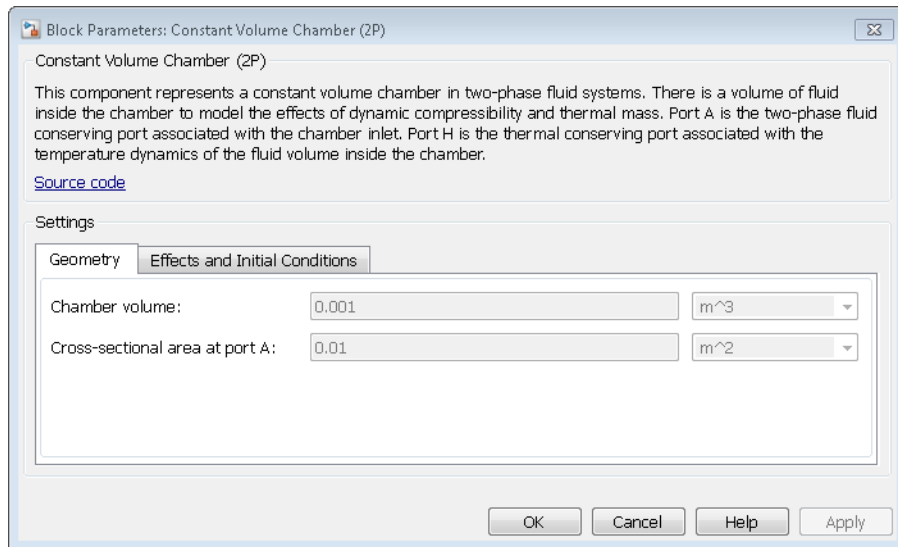 Block Parameters: Constant Volume Chamber (2P)
Constant Volume Chamber (2P)
This component represents a constant volume chamber in two-phase fluid systems. There is a volume of fluid
inside the chamber to model the effects of dynamic compressibility and thermal mass. Port A is the two-phase fluid
conserving port associated with the chamber inlet. Port H is the thermal conserving port associated with the
temperature dynamics of the fluid volume inside the chamber.
Source code
Settings
Geometry Effects and Initial Conditions
Chamber volume: 0.001 m^3
Cross-sectional area at port A: 0.01 m^2
OK Cancel Help Apply